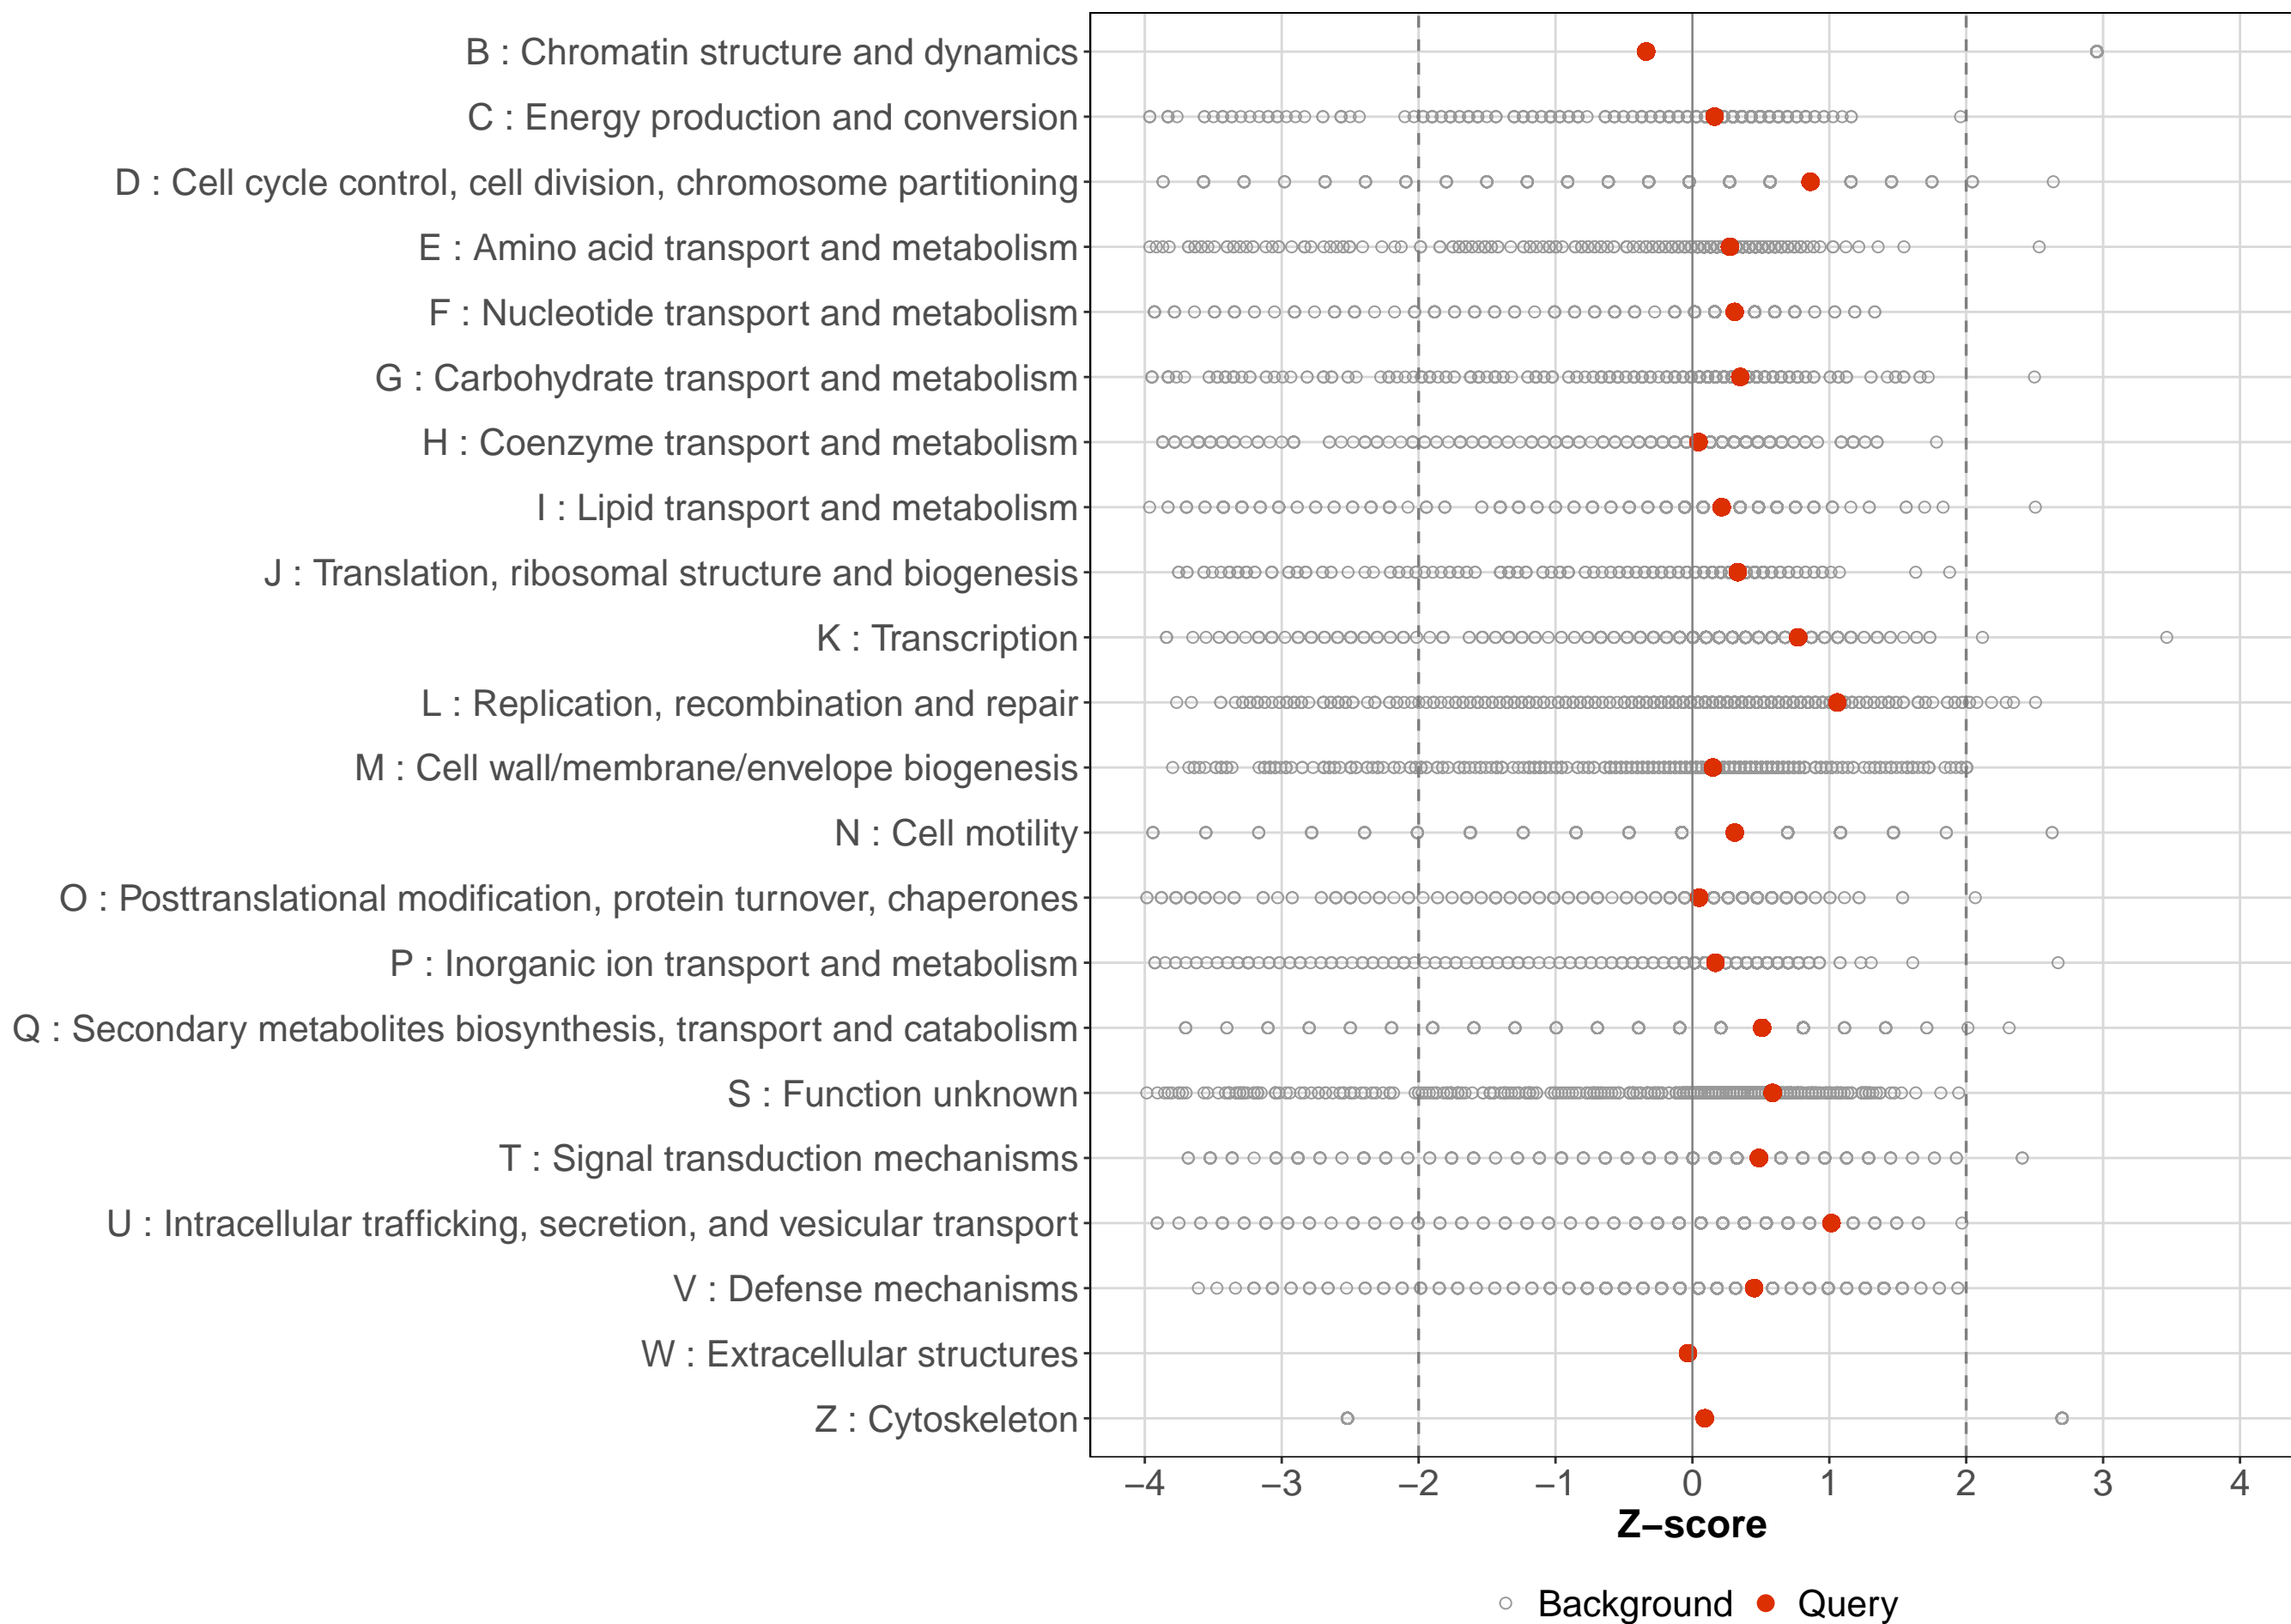 B : Chromatin structure and dynamics
C : Energy production and conversion
D : Cell cycle control, cell division, chromosome partitioning
E : Amino acid transport and metabolism
F : Nucleotide transport and metabolism
G : Carbohydrate transport and metabolism
H : Coenzyme transport and metabolism
I : Lipid transport and metabolism
J : Translation, ribosomal structure and biogenesis
K : Transcription
L : Replication, recombination and repair
M : Cell wall/membrane/envelope biogenesis
N : Cell motility
O : Posttranslational modification, protein turnover, chaperones
P : Inorganic ion transport and metabolism
Q : Secondary metabolites biosynthesis, transport and catabolism
S : Function unknown
T : Signal transduction mechanisms
U : Intracellular trafficking, secretion, and vesicular transport
V : Defense mechanisms
W : Extracellular structures
Z : Cytoskeleton
−4 −3 −2 −1 0 1 2 3 4
Z−score
Background Query